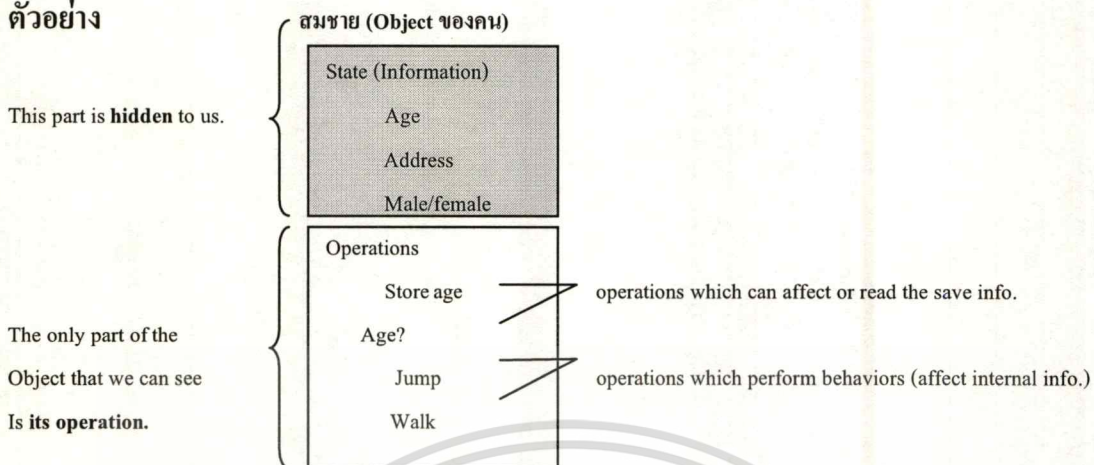 ตัวอย่าง
สมชาย (Object ของคน)
State (Information)
This part is hidden to us.
Age
Address
Male/female
Operations
Store age
operations which can affect or read the save info.
The only part of the
Age?
Object that we can see
Jump
operations which perform behaviors (affect internal info.)
Is its operation.
Walk